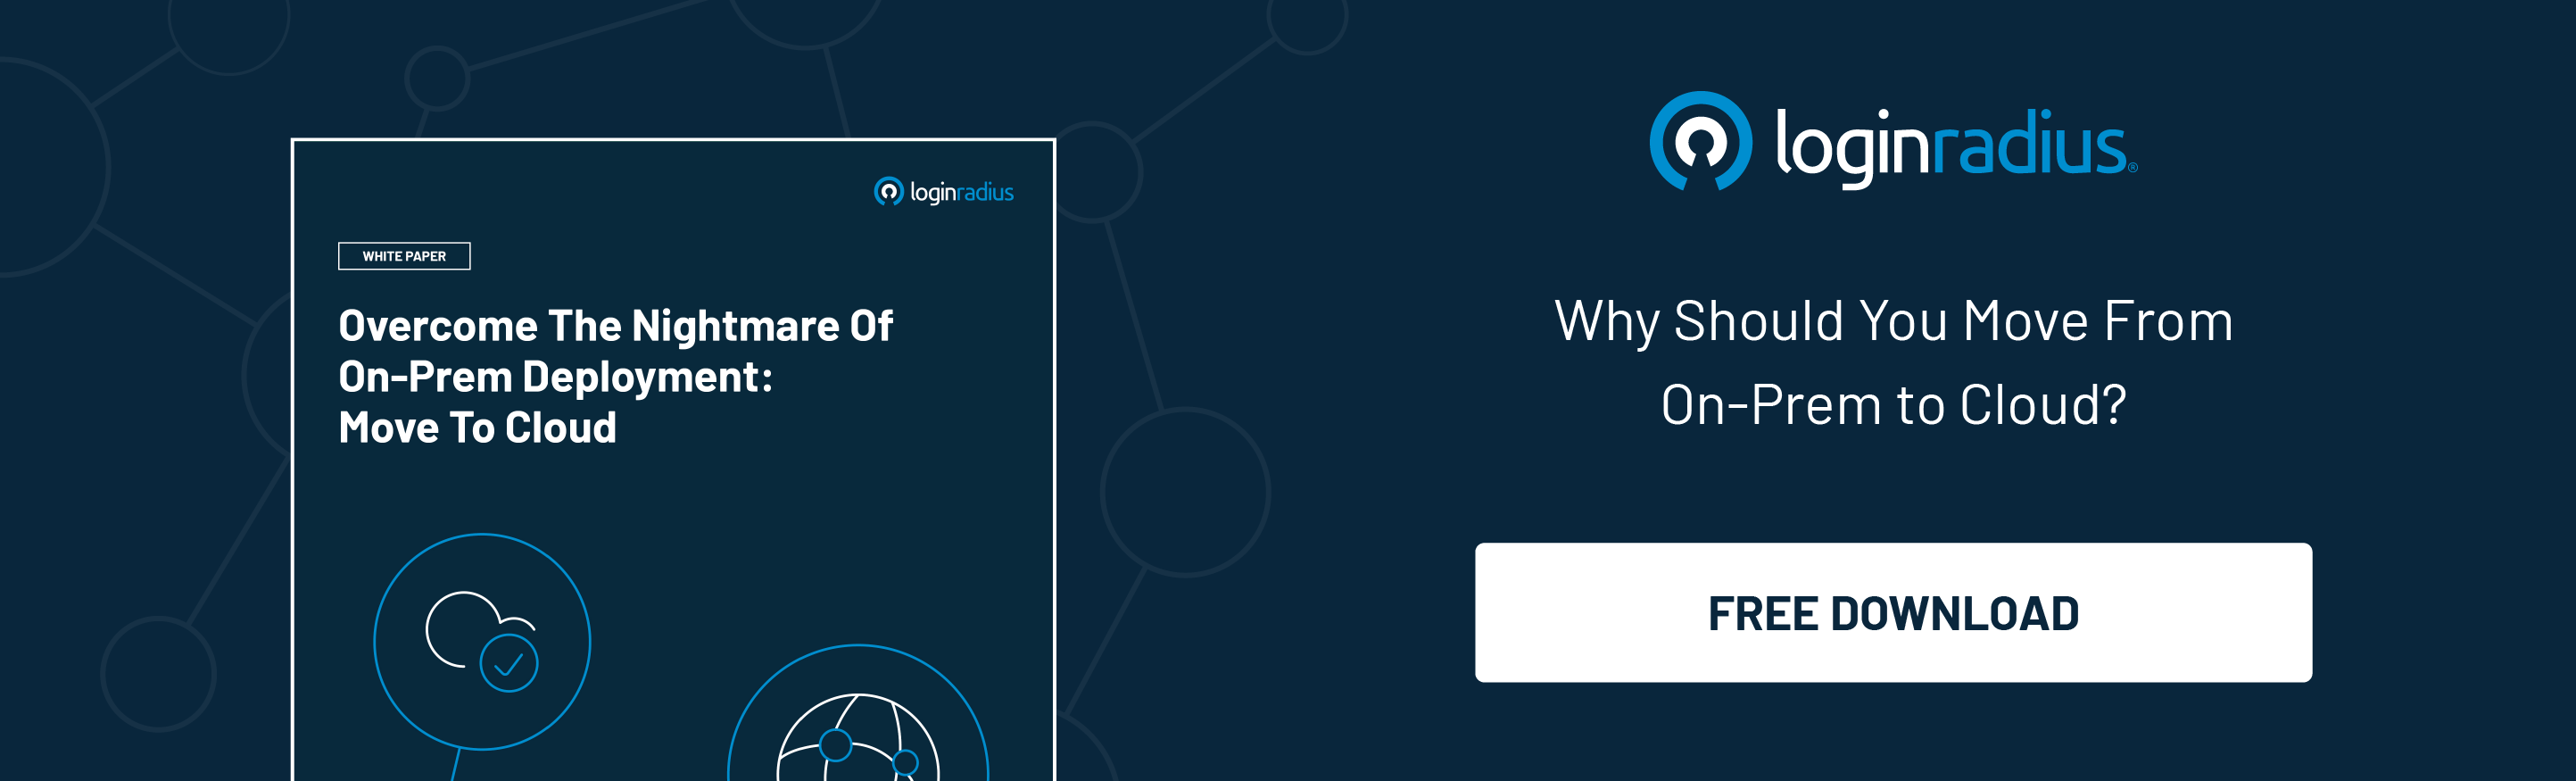 loginradius
WHITE PAPER
Overcome The Nightmare Of
On-Prem Deployment:
Move To Cloud
loginradius®
Why Should You Move From
On-Prem to Cloud?
FREE DOWNLOAD